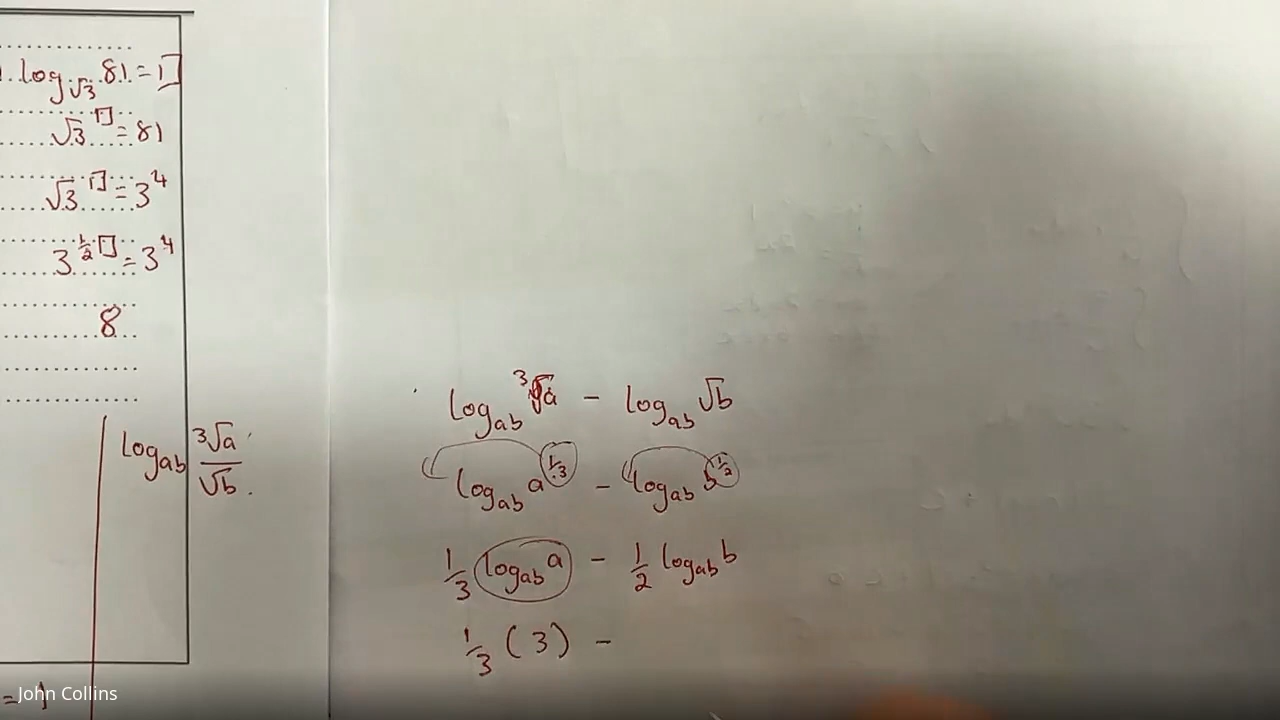 log√3 81 = □
√3^□ = 81
√3^□ = 3^4
3^(1/2 □) = 3^4
8
log_ab ∛a/√b
log_ab ∛a − log_ab √b
log_ab a^(1/3) − log_ab b^(1/2)
1/3 log_ab a − 1/2 log_ab b
1/3 (3) −
= 1
John Collins